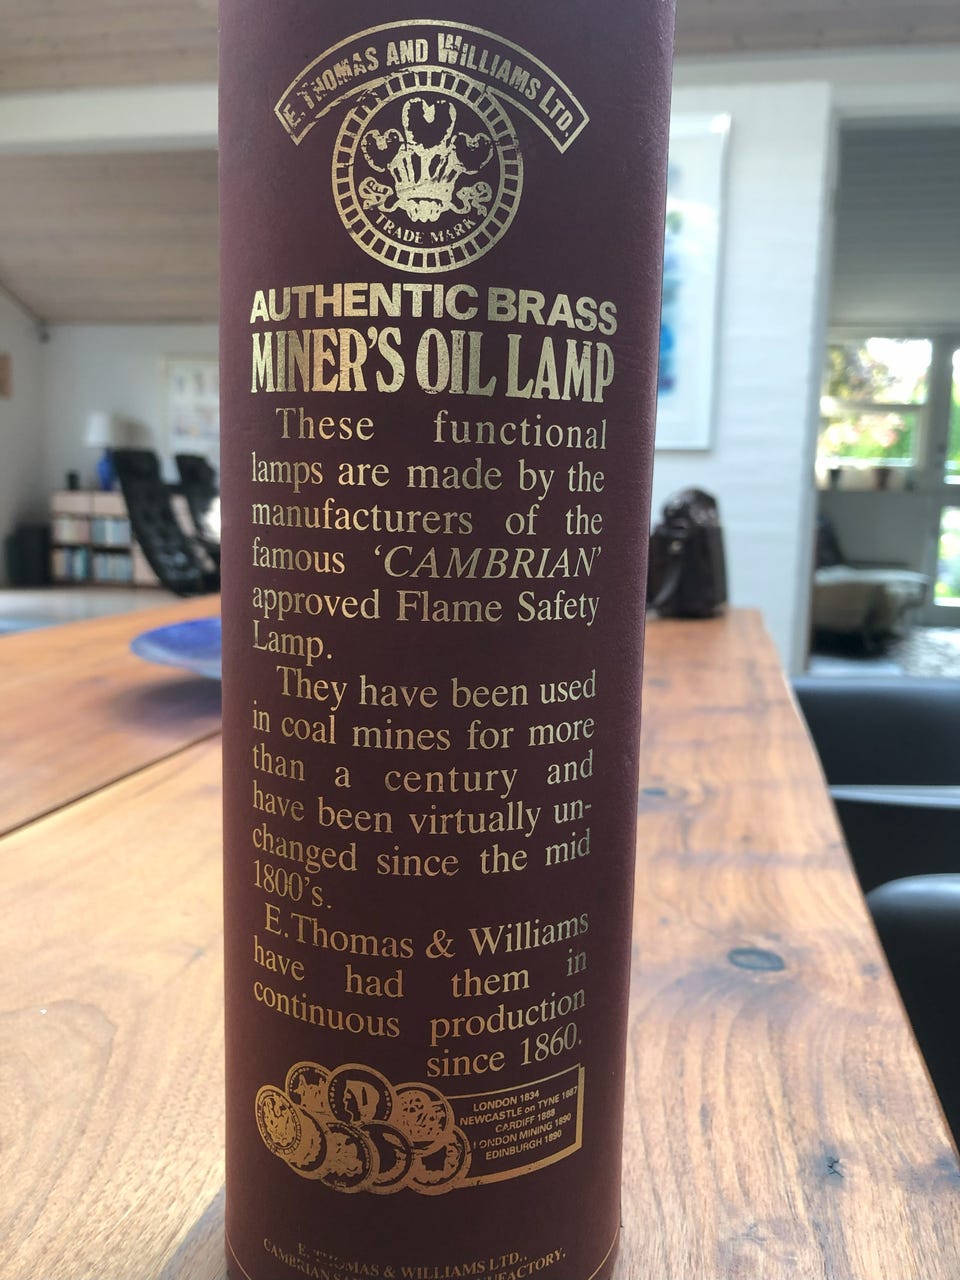 E. THOMAS AND WILLIAMS LTD.
TRADE MARK
AUTHENTIC BRASS
MINER'S OIL LAMP
These functional
lamps are made by the
manufacturers of the
famous 'CAMBRIAN'
approved Flame Safety
Lamp.
They have been used
in coal mines for more
than a century and
have been virtually un-
changed since the mid
1800's.
E.Thomas & Williams
have had them in
continuous production
since 1860.
LONDON 1834
NEWCASTLE on TYNE 1887
CARDIFF 1888
LONDON MINING 1890
EDINBURGH 1890
E. THOMAS & WILLIAMS LTD.,
CAMBRIAN